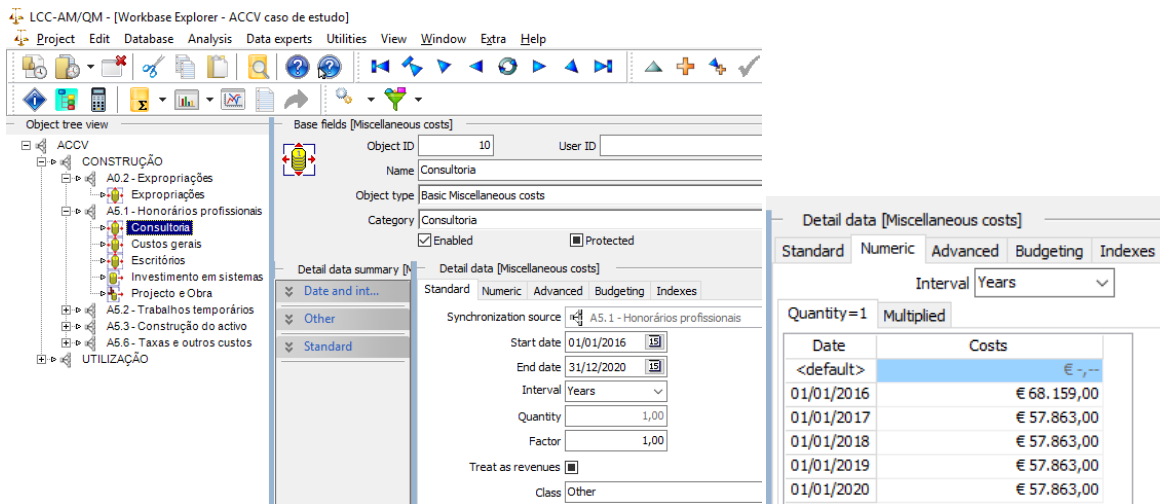 LCC-AM/QM - [Workbase Explorer - ACCV caso de estudo]
Project Edit Database Analysis Data experts Utilities View Window Extra Help
Object tree view
ACCV
CONSTRUÇÃO
A0.2 - Expropriações
Expropriações
A5.1 - Honorários profissionais
Consultoria
Custos gerais
Escritórios
Investimento em sistemas
Projecto e Obra
A5.2 - Trabalhos temporários
A5.3 - Construção do activo
A5.6 - Taxas e outros custos
UTILIZAÇÃO
Base fields [Miscellaneous costs]
Object ID 10 User ID
Name Consultoria
Object type Basic Miscellaneous costs
Category Consultoria
Enabled Protected
Detail data summary [M
Date and int...
Other
Standard
Detail data [Miscellaneous costs]
Standard Numeric Advanced Budgeting Indexes
Synchronization source A5.1 - Honorários profissionais
Start date 01/01/2016 15
End date 31/12/2020 15
Interval Years
Quantity 1,00
Factor 1,00
Treat as revenues
Class Other
Detail data [Miscellaneous costs]
Standard Numeric Advanced Budgeting Indexes
Interval Years
Quantity=1 Multiplied
Date Costs
<default> € -,--
01/01/2016 € 68.159,00
01/01/2017 € 57.863,00
01/01/2018 € 57.863,00
01/01/2019 € 57.863,00
01/01/2020 € 57.863,00